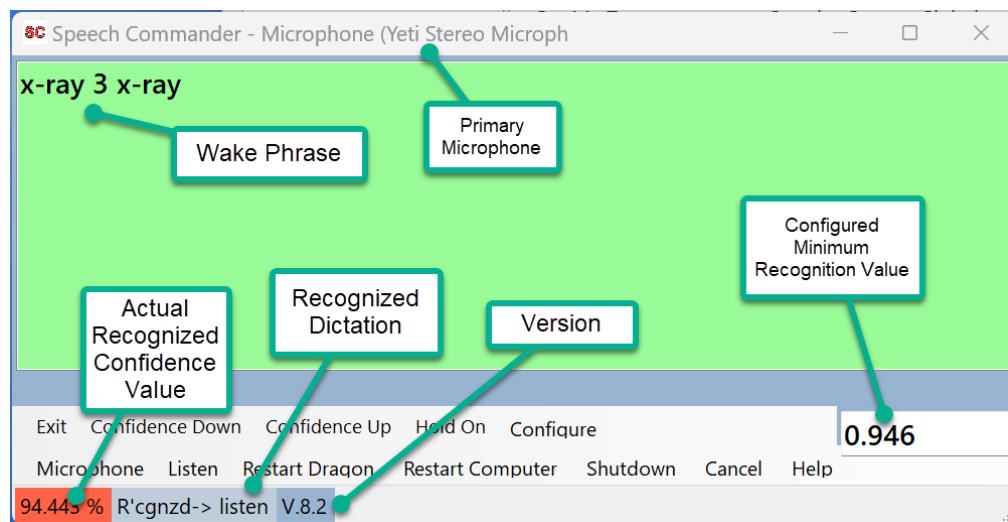 SC Speech Commander - Microphone (Yeti Stereo Microph
x-ray 3 x-ray
Wake Phrase
Primary
Microphone
Configured
Minimum
Recognition Value
Actual
Recognized
Confidence
Value
Recognized
Dictation
Version
Exit Confidence Down Confidence Up Hold On Configure
0.946
Microphone Listen Restart Dragon Restart Computer Shutdown Cancel Help
94.443 % R'cgnzd-> listen V.8.2